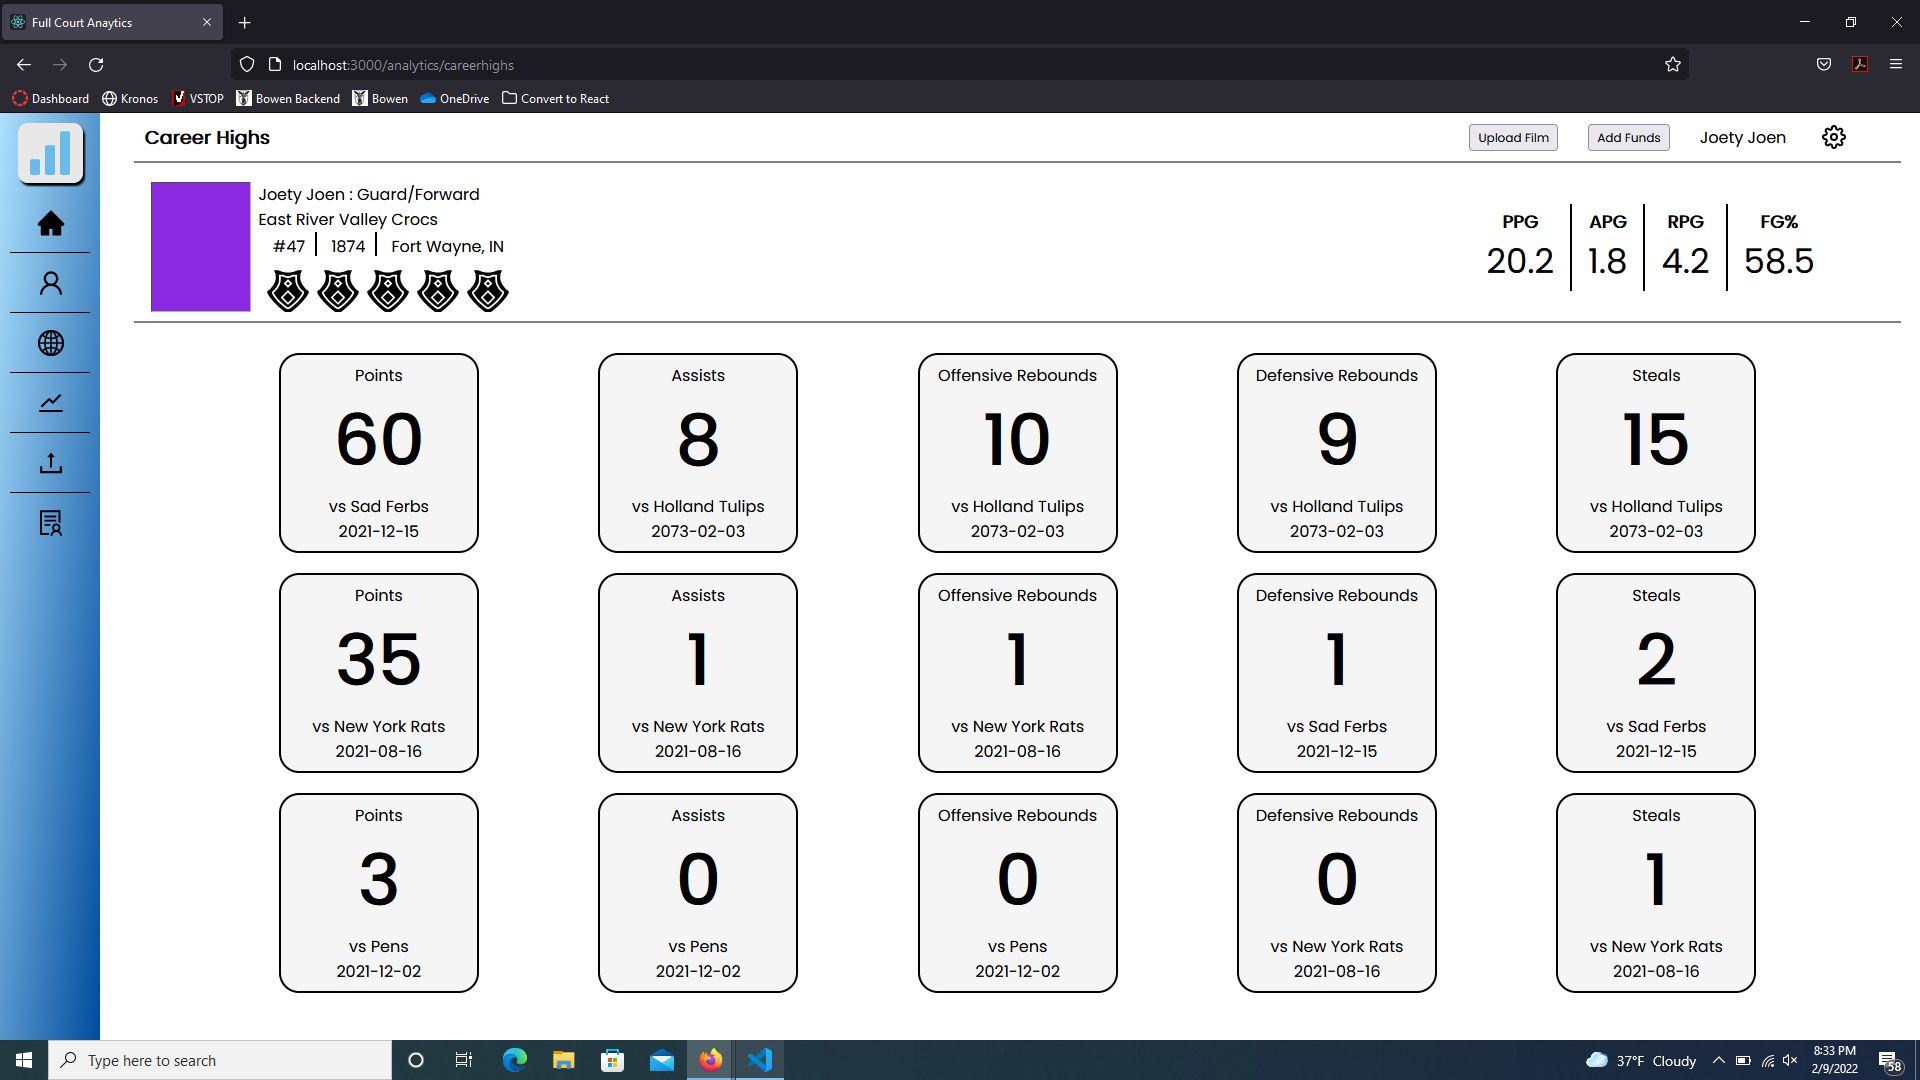 Full Court Anaytics
localhost:3000/analytics/careerhighs
Dashboard Kronos VSTOP Bowen Backend Bowen OneDrive Convert to React
Career Highs Upload Film Add Funds Joety Joen
Joety Joen : Guard/Forward
East River Valley Crocs
#47 1874 Fort Wayne, IN
PPG APG RPG FG%
20.2 1.8 4.2 58.5
Points Assists Offensive Rebounds Defensive Rebounds Steals
60 8 10 9 15
vs Sad Ferbs vs Holland Tulips vs Holland Tulips vs Holland Tulips vs Holland Tulips
2021-12-15 2073-02-03 2073-02-03 2073-02-03 2073-02-03
Points Assists Offensive Rebounds Defensive Rebounds Steals
35 1 1 1 2
vs New York Rats vs New York Rats vs New York Rats vs Sad Ferbs vs Sad Ferbs
2021-08-16 2021-08-16 2021-08-16 2021-12-15 2021-12-15
Points Assists Offensive Rebounds Defensive Rebounds Steals
3 0 0 0 1
vs Pens vs Pens vs Pens vs New York Rats vs New York Rats
2021-12-02 2021-12-02 2021-12-02 2021-08-16 2021-08-16
Type here to search 37°F Cloudy 8:33 PM
2/9/2022 58